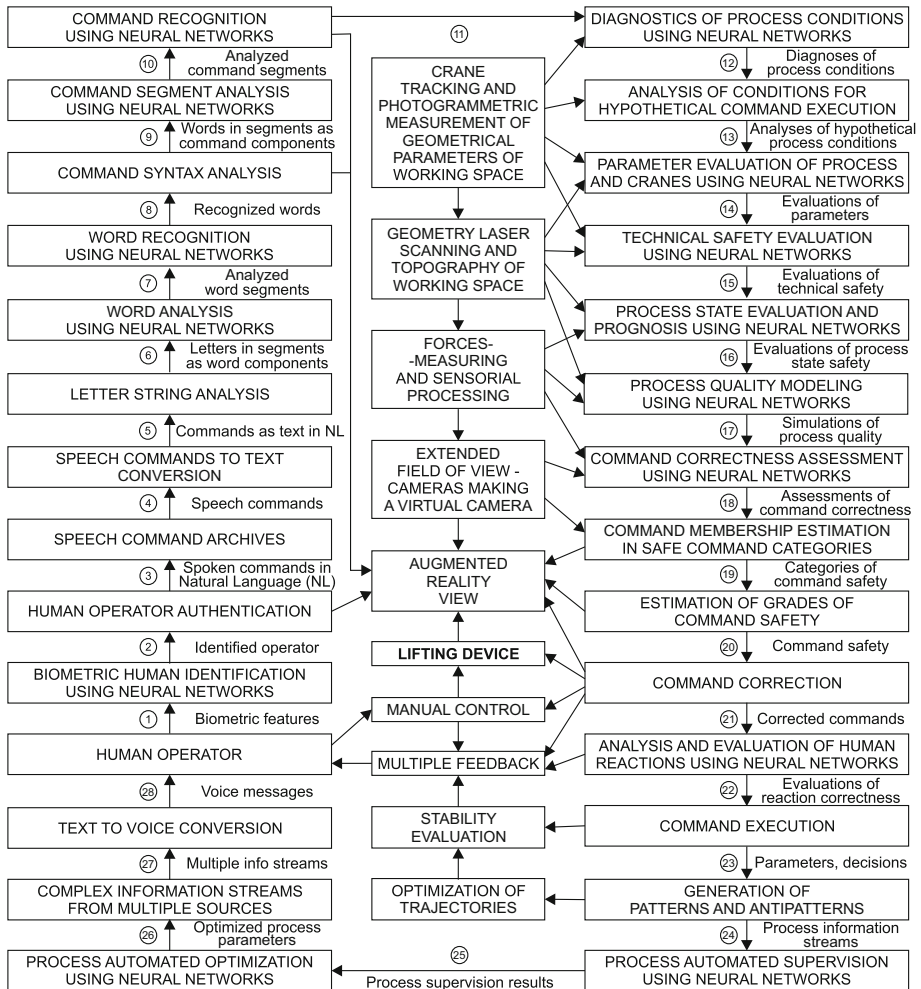 COMMAND RECOGNITION
USING NEURAL NETWORKS
10
Analyzed
command segments
COMMAND SEGMENT ANALYSIS
USING NEURAL NETWORKS
9
Words in segments as
command components
COMMAND SYNTAX ANALYSIS
8
Recognized words
WORD RECOGNITION
USING NEURAL NETWORKS
7
Analyzed
word segments
WORD ANALYSIS
USING NEURAL NETWORKS
6
Letters in segments
as word components
LETTER STRING ANALYSIS
5
Commands as text in NL
SPEECH COMMANDS TO TEXT
CONVERSION
4
Speech commands
SPEECH COMMAND ARCHIVES
3
Spoken commands in
Natural Language (NL)
HUMAN OPERATOR AUTHENTICATION
2
Identified operator
BIOMETRIC HUMAN IDENTIFICATION
USING NEURAL NETWORKS
1
Biometric features
HUMAN OPERATOR
28
Voice messages
TEXT TO VOICE CONVERSION
27
Multiple info streams
COMPLEX INFORMATION STREAMS
FROM MULTIPLE SOURCES
26
Optimized process
parameters
PROCESS AUTOMATED OPTIMIZATION
USING NEURAL NETWORKS
11
CRANE
TRACKING AND
PHOTOGRAMMETRIC
MEASUREMENT OF
GEOMETRICAL
PARAMETERS OF
WORKING SPACE
GEOMETRY LASER
SCANNING AND
TOPOGRAPHY OF
WORKING SPACE
FORCES-
-MEASURING
AND SENSORIAL
PROCESSING
EXTENDED
FIELD OF VIEW -
CAMERAS MAKING
A VIRTUAL CAMERA
AUGMENTED
REALITY
VIEW
LIFTING DEVICE
MANUAL CONTROL
MULTIPLE FEEDBACK
STABILITY
EVALUATION
OPTIMIZATION OF
TRAJECTORIES
25
Process supervision results
DIAGNOSTICS OF PROCESS CONDITIONS
USING NEURAL NETWORKS
12
Diagnoses of
process conditions
ANALYSIS OF CONDITIONS FOR
HYPOTHETICAL COMMAND EXECUTION
13
Analyses of hypothetical
process conditions
PARAMETER EVALUATION OF PROCESS
AND CRANES USING NEURAL NETWORKS
14
Evaluations of
parameters
TECHNICAL SAFETY EVALUATION
USING NEURAL NETWORKS
15
Evaluations of
technical safety
PROCESS STATE EVALUATION AND
PROGNOSIS USING NEURAL NETWORKS
16
Evaluations of process
state safety
PROCESS QUALITY MODELING
USING NEURAL NETWORKS
17
Simulations of
process quality
COMMAND CORRECTNESS ASSESSMENT
USING NEURAL NETWORKS
18
Assessments of
command correctness
COMMAND MEMBERSHIP ESTIMATION
IN SAFE COMMAND CATEGORIES
19
Categories of
command safety
ESTIMATION OF GRADES OF
COMMAND SAFETY
20
Command safety
COMMAND CORRECTION
21
Corrected commands
ANALYSIS AND EVALUATION OF HUMAN
REACTIONS USING NEURAL NETWORKS
22
Evaluations of
reaction correctness
COMMAND EXECUTION
23
Parameters, decisions
GENERATION OF
PATTERNS AND ANTIPATTERNS
24
Process information
streams
PROCESS AUTOMATED SUPERVISION
USING NEURAL NETWORKS